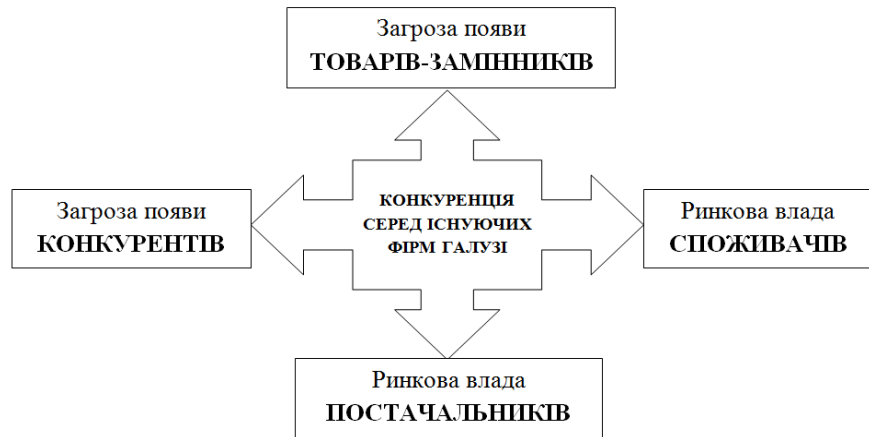 Загроза появи
ТОВАРІВ-ЗАМІННИКІВ
Загроза появи
КОНКУРЕНТІВ
КОНКУРЕНЦІЯ
СЕРЕД ІСНУЮЧИХ
ФІРМ ГАЛУЗІ
Ринкова влада
СПОЖИВАЧІВ
Ринкова влада
ПОСТАЧАЛЬНИКІВ